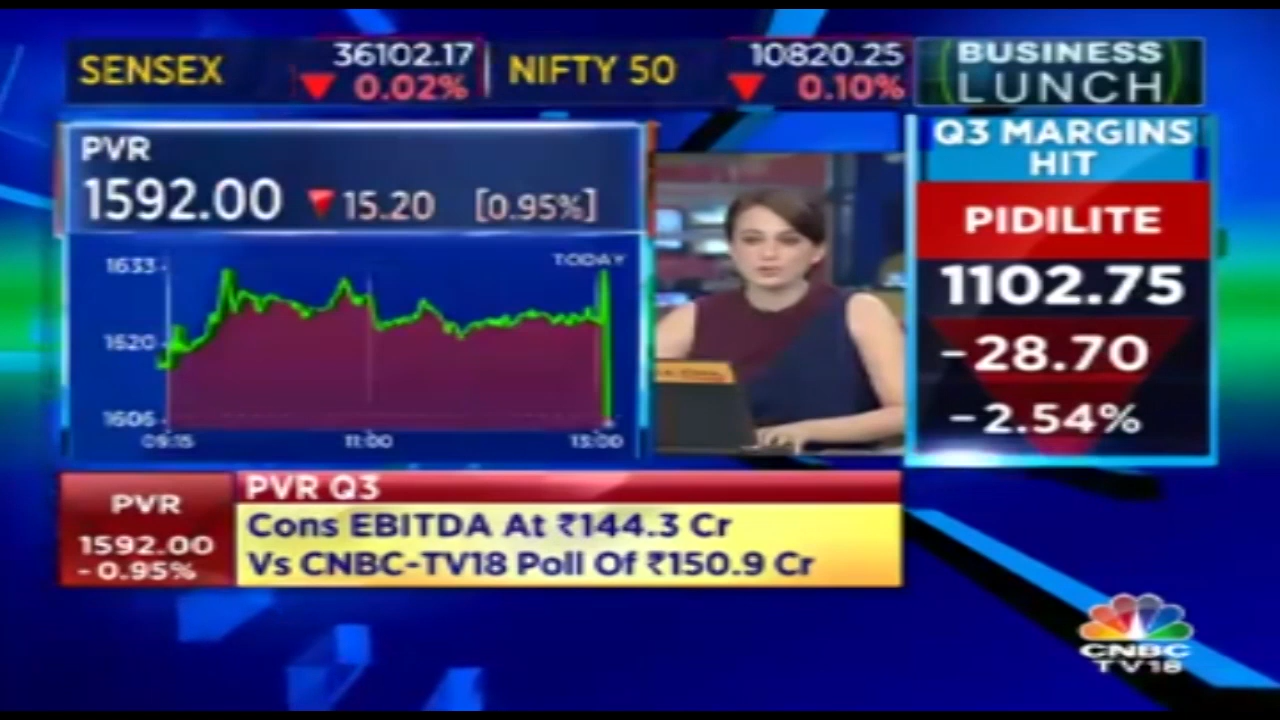 SENSEX
36102.17
0.02%
NIFTY 50
10820.25
0.10%
BUSINESS
LUNCH
PVR
1592.00
15.20
[0.95%]
TODAY
1633
1620
1606
09:15
11:00
13:00
Q3 MARGINS
HIT
PIDILITE
1102.75
-28.70
-2.54%
PVR
1592.00
-0.95%
PVR Q3
Cons EBITDA At ₹144.3 Cr
Vs CNBC-TV18 Poll Of ₹150.9 Cr
CNBC
TV18